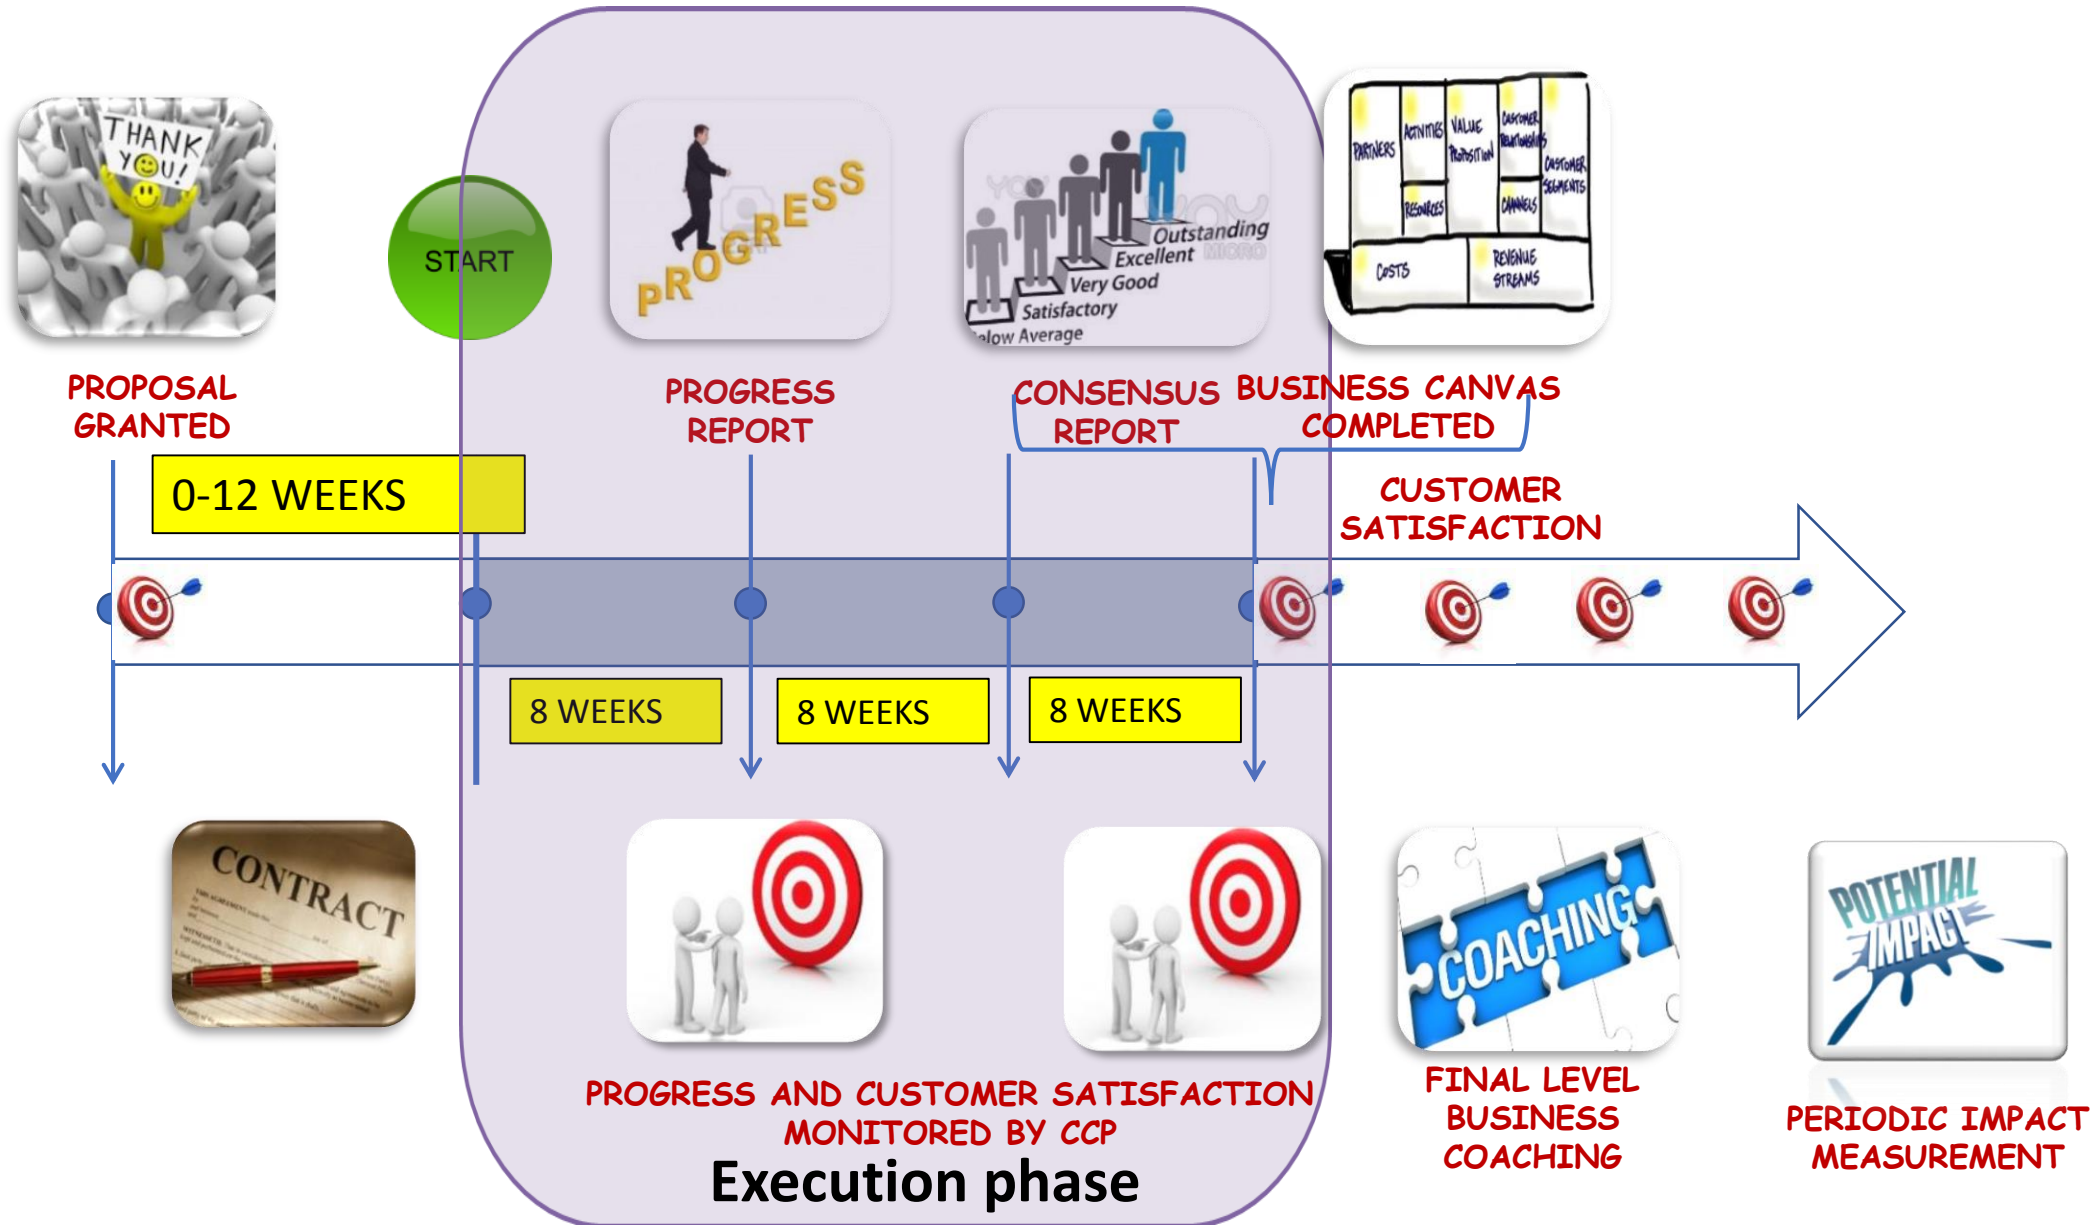 THANK
YOU!
START
PROGRESS
Outstanding
Excellent
Very Good
Satisfactory
elow Average
PARTNERS
ACTIVITIES
RESOURCES
VALUE
PROPOSITION
CUSTOMER
RELATIONSHIPS
CHANNELS
CUSTOMER
SEGMENTS
COSTS
REVENUE
STREAMS
PROPOSAL
GRANTED
PROGRESS
REPORT
CONSENSUS
REPORT
BUSINESS CANVAS
COMPLETED
0-12 WEEKS
CUSTOMER
SATISFACTION
8 WEEKS
8 WEEKS
8 WEEKS
CONTRACT
COACHING
POTENTIAL
IMPACT
PROGRESS AND CUSTOMER SATISFACTION
MONITORED BY CCP
FINAL LEVEL
BUSINESS
COACHING
PERIODIC IMPACT
MEASUREMENT
Execution phase